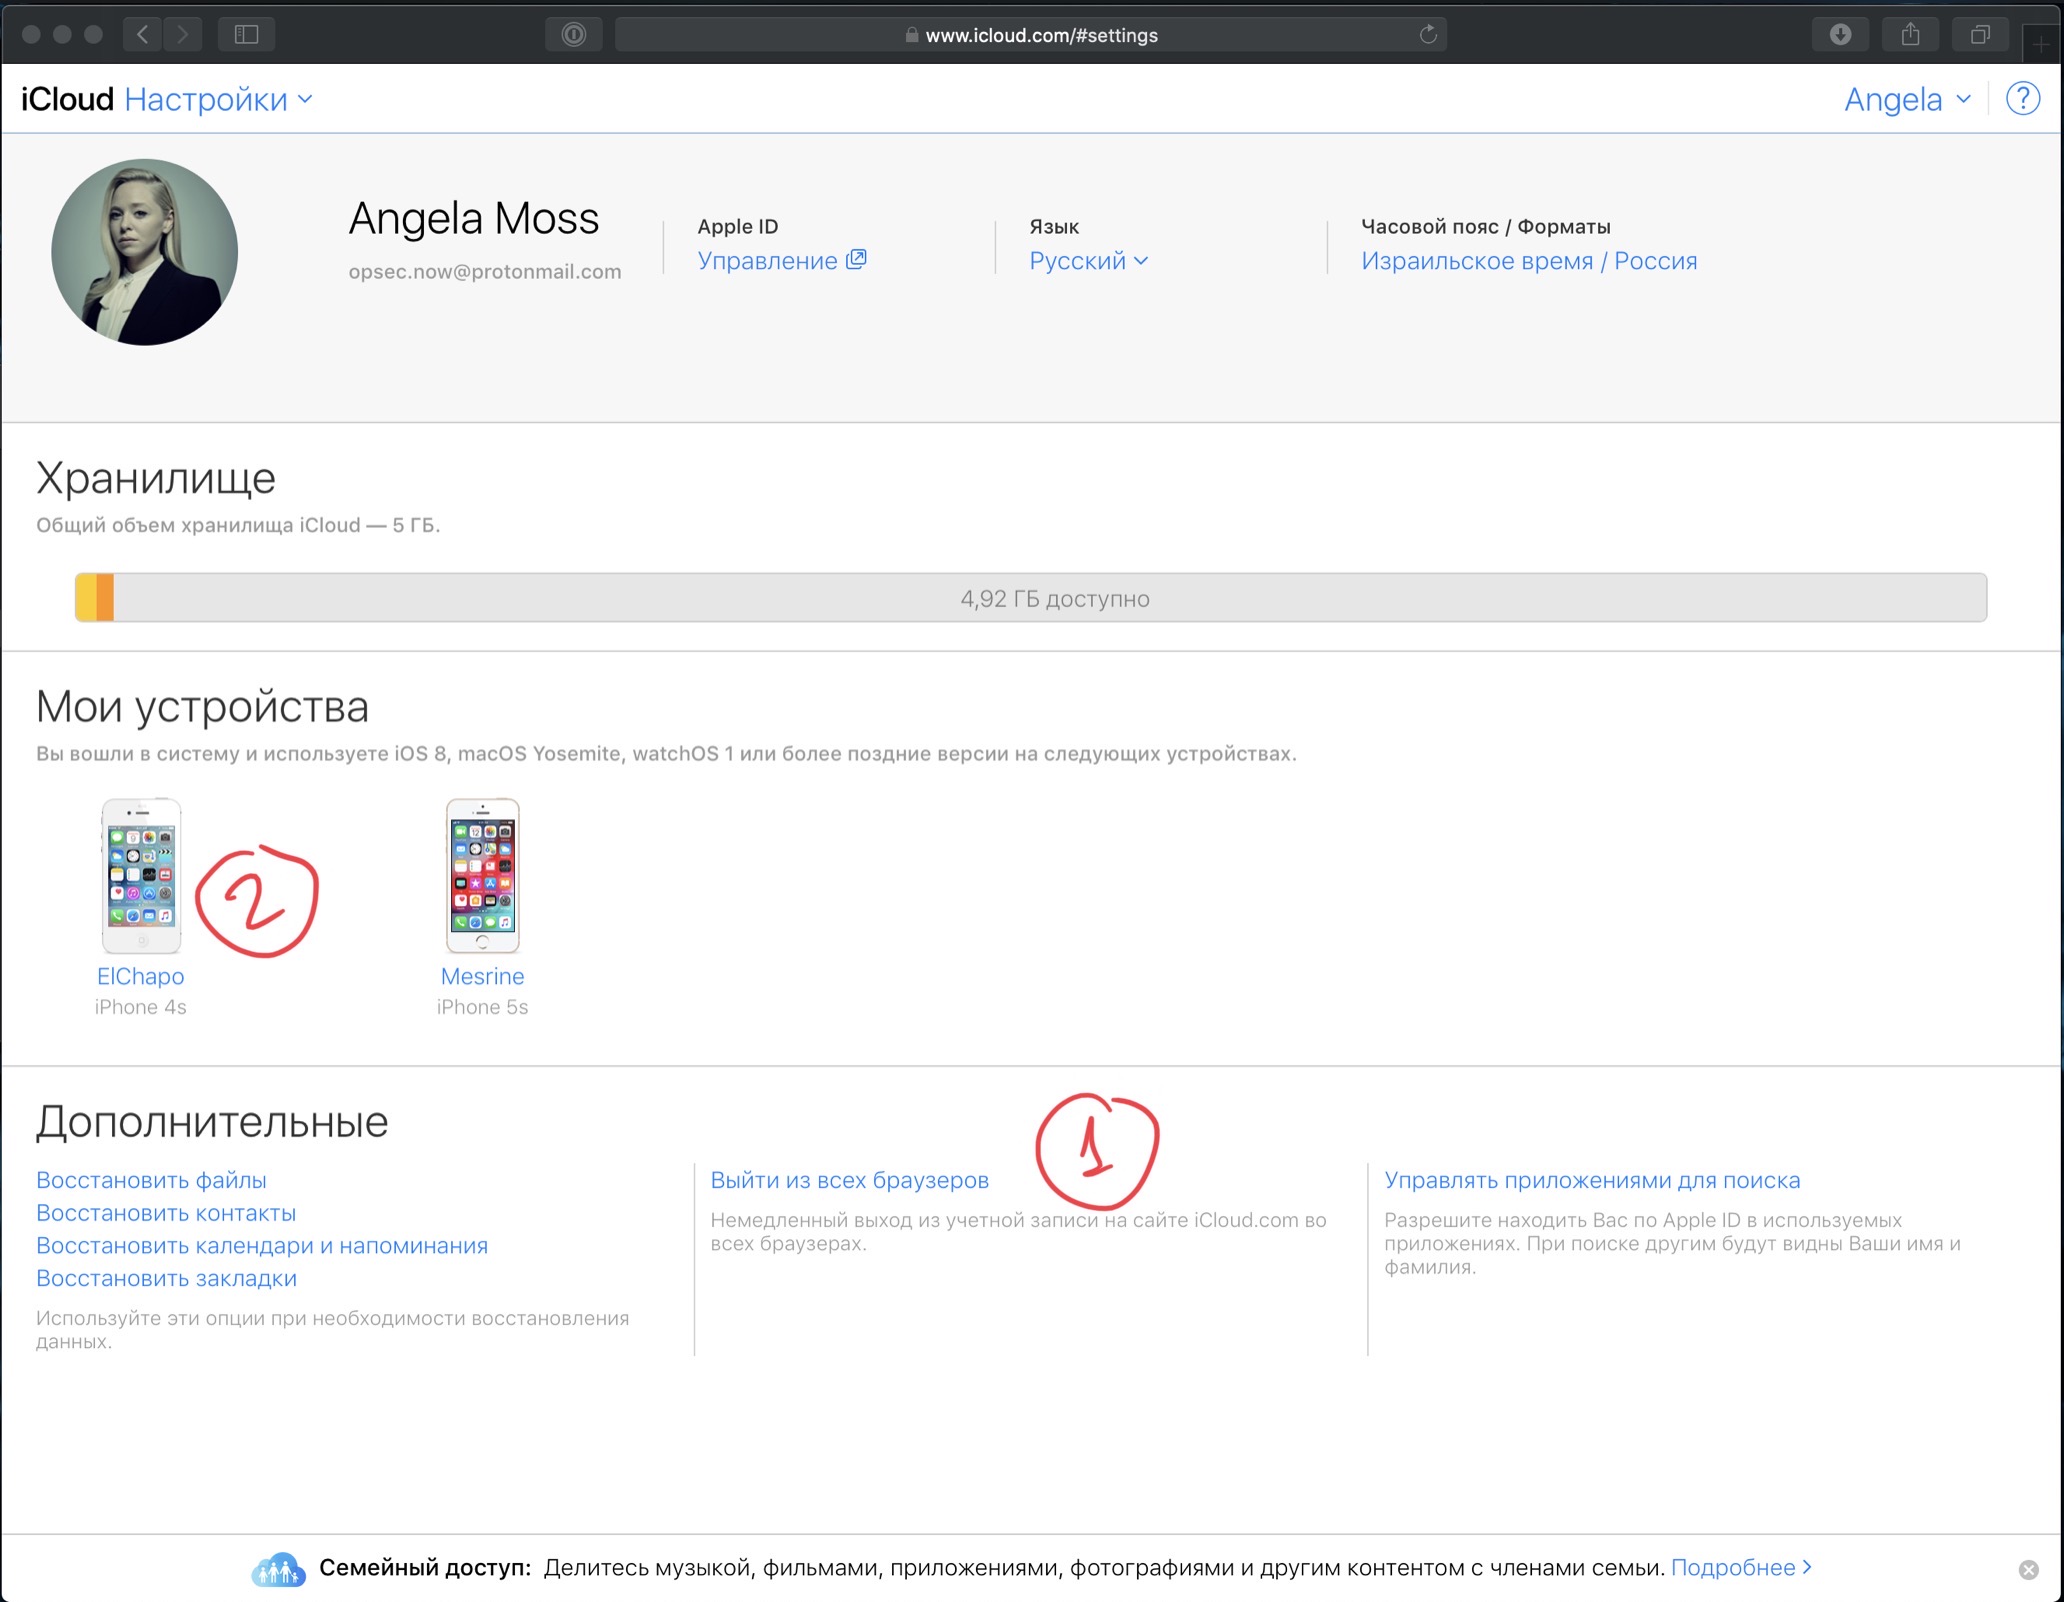 www.icloud.com/#settings
iCloud Настройки
Angela
?
Angela Moss
opsec.now@protonmail.com
Apple ID
Управление
Язык
Русский
Часовой пояс / Форматы
Израильское время / Россия
Хранилище
Общий объем хранилища iCloud — 5 ГБ.
4,92 ГБ доступно
Мои устройства
Вы вошли в систему и используете iOS 8, macOS Yosemite, watchOS 1 или более поздние версии на следующих устройствах.
2
ElChapo
iPhone 4s
Mesrine
iPhone 5s
Дополнительные
1
Восстановить файлы
Восстановить контакты
Восстановить календари и напоминания
Восстановить закладки
Используйте эти опции при необходимости восстановления
данных.
Выйти из всех браузеров
Немедленный выход из учетной записи на сайте iCloud.com во
всех браузерах.
Управлять приложениями для поиска
Разрешите находить Вас по Apple ID в используемых
приложениях. При поиске другим будут видны Ваши имя и
фамилия.
Семейный доступ: Делитесь музыкой, фильмами, приложениями, фотографиями и другим контентом с членами семьи. Подробнее